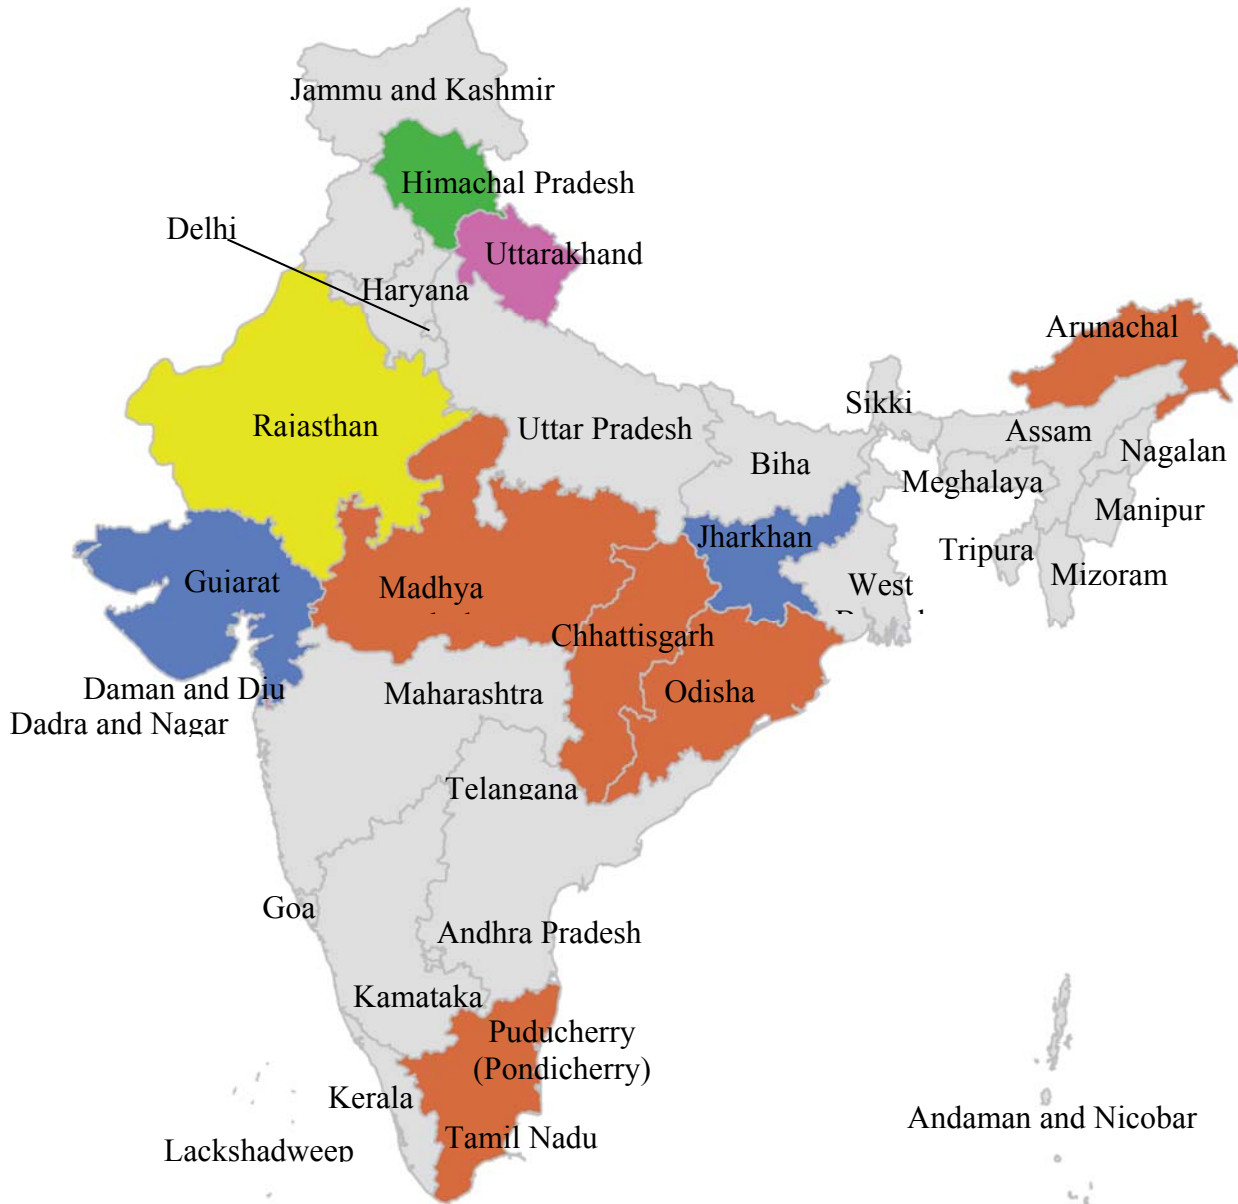 Jammu and Kashmir
Himachal Pradesh
Delhi
Uttarakhand
Haryana
Arunachal
Sikki
Rajasthan
Uttar Pradesh
Assam
Nagalan
Biha
Meghalaya
Manipur
Jharkhan
Tripura
Mizoram
Gujarat
Madhya
West
Chhattisgarh
Daman and Diu
Maharashtra
Odisha
Dadra and Nagar
Telangana
Goa
Andhra Pradesh
Kamataka
Puducherry
(Pondicherry)
Kerala
Andaman and Nicobar
Tamil Nadu
Lackshadweep